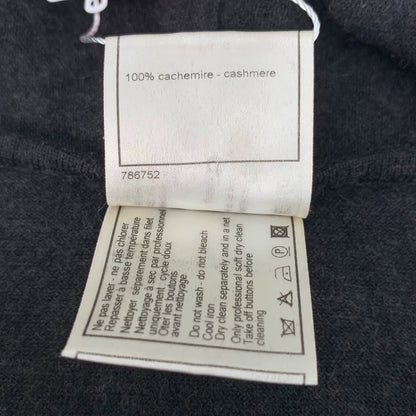 100% cachemire - cashmere
786752
Ne pas laver - ne pas chlorer
Repasser à basse température
Nettoyer séparement dans filet
Nettoyage à sec par professionnel
uniquement, cycle doux
Oter les boutons
avant nettoyage
Do not wash - do not bleach
Cool iron
Dry clean separately and in a net
Only professional soft dry clean
Take off buttons before
cleaning